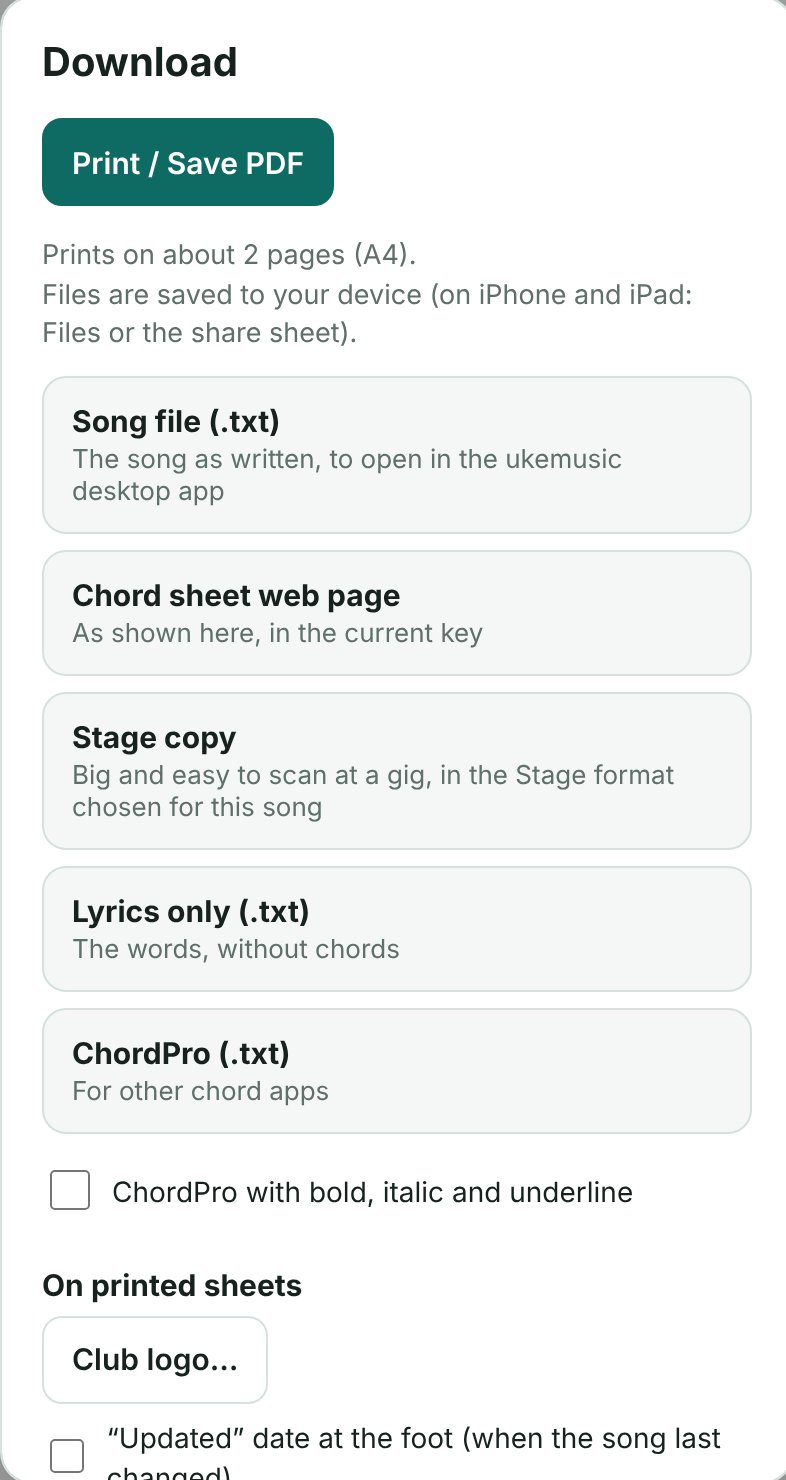 Download
Print / Save PDF
Prints on about 2 pages (A4).
Files are saved to your device (on iPhone and iPad:
Files or the share sheet).
Song file (.txt)
The song as written, to open in the ukemusic
desktop app
Chord sheet web page
As shown here, in the current key
Stage copy
Big and easy to scan at a gig, in the Stage format
chosen for this song
Lyrics only (.txt)
The words, without chords
ChordPro (.txt)
For other chord apps
ChordPro with bold, italic and underline
On printed sheets
Club logo…
“Updated” date at the foot (when the song last
changed)